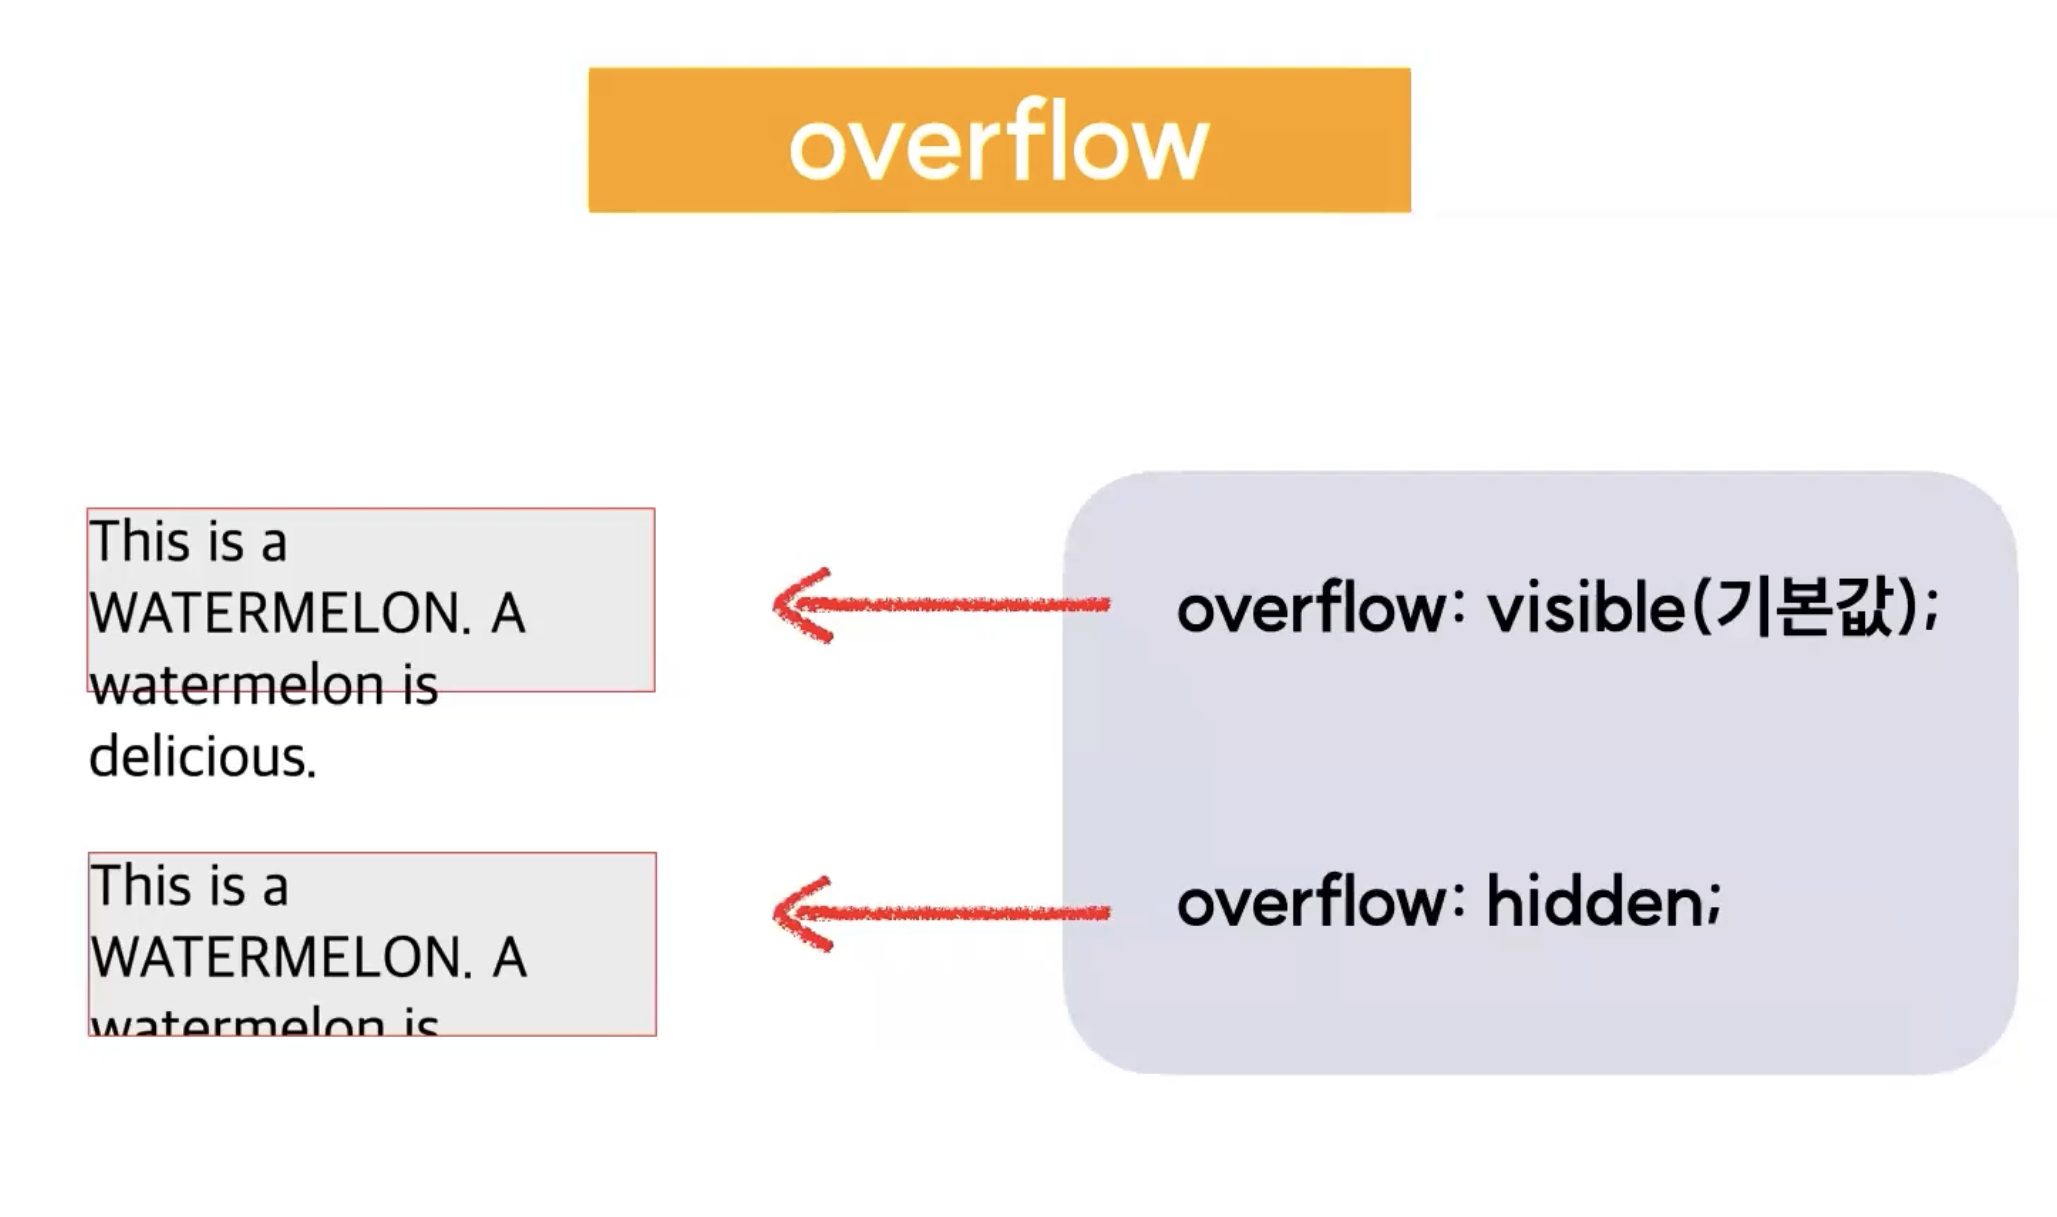 overflow
This is a
WATERMELON. A
watermelon is
delicious.
overflow: visible(기본값);
This is a
WATERMELON. A
watermelon is
overflow: hidden;